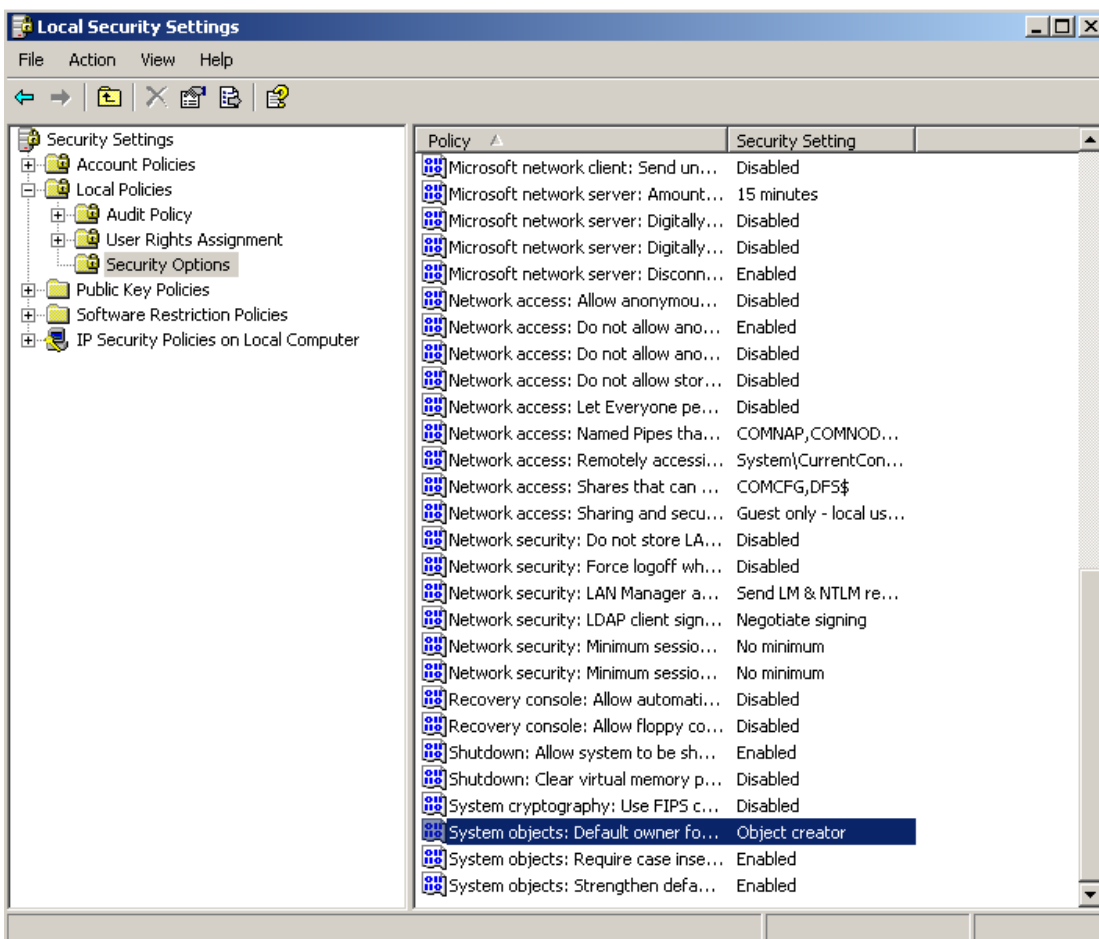 Local Security Settings
File Action View Help
Security Settings
Account Policies
Local Policies
Audit Policy
User Rights Assignment
Security Options
Public Key Policies
Software Restriction Policies
IP Security Policies on Local Computer
Policy Security Setting
Microsoft network client: Send un... Disabled
Microsoft network server: Amount... 15 minutes
Microsoft network server: Digitally... Disabled
Microsoft network server: Digitally... Disabled
Microsoft network server: Disconn... Enabled
Network access: Allow anonymou... Disabled
Network access: Do not allow ano... Enabled
Network access: Do not allow ano... Disabled
Network access: Do not allow stor... Disabled
Network access: Let Everyone pe... Disabled
Network access: Named Pipes tha... COMNAP,COMNOD...
Network access: Remotely accessi... System\CurrentCon...
Network access: Shares that can ... COMCFG,DFS$
Network access: Sharing and secu... Guest only - local us...
Network security: Do not store LA... Disabled
Network security: Force logoff wh... Disabled
Network security: LAN Manager a... Send LM & NTLM re...
Network security: LDAP client sign... Negotiate signing
Network security: Minimum sessio... No minimum
Network security: Minimum sessio... No minimum
Recovery console: Allow automati... Disabled
Recovery console: Allow floppy co... Disabled
Shutdown: Allow system to be sh... Enabled
Shutdown: Clear virtual memory p... Disabled
System cryptography: Use FIPS c... Disabled
System objects: Default owner fo... Object creator
System objects: Require case inse... Enabled
System objects: Strengthen defa... Enabled